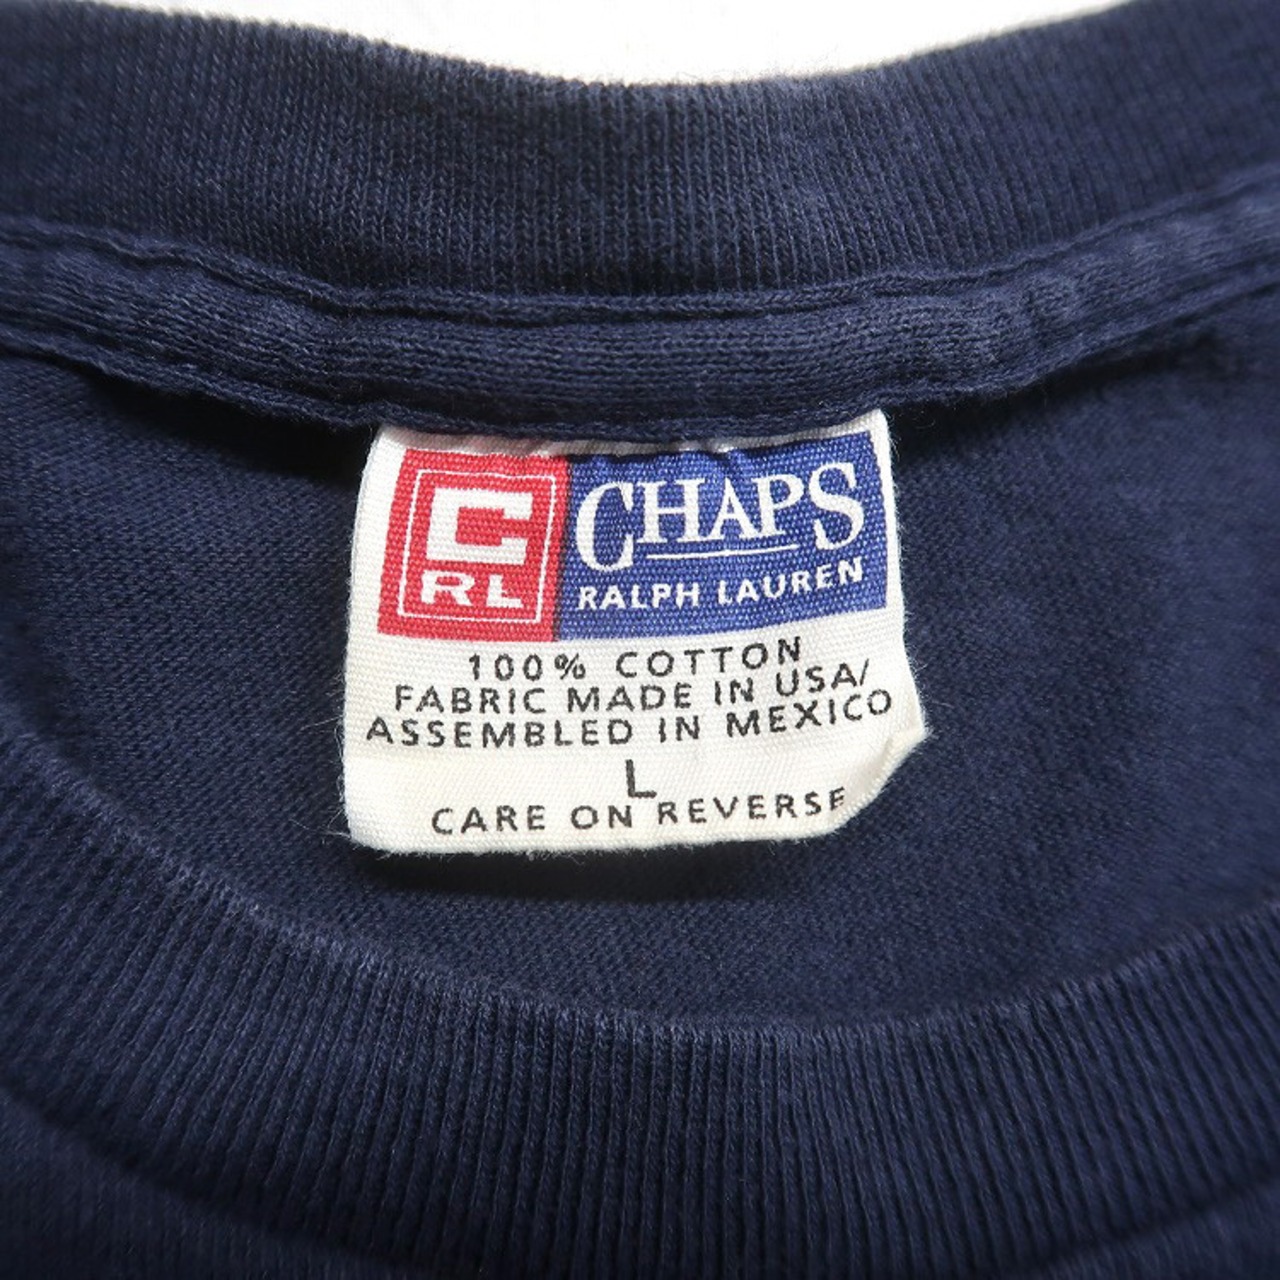 C
RL
CHAPS
RALPH LAUREN
100% COTTON
FABRIC MADE IN USA/
ASSEMBLED IN MEXICO
L
CARE ON REVERSE